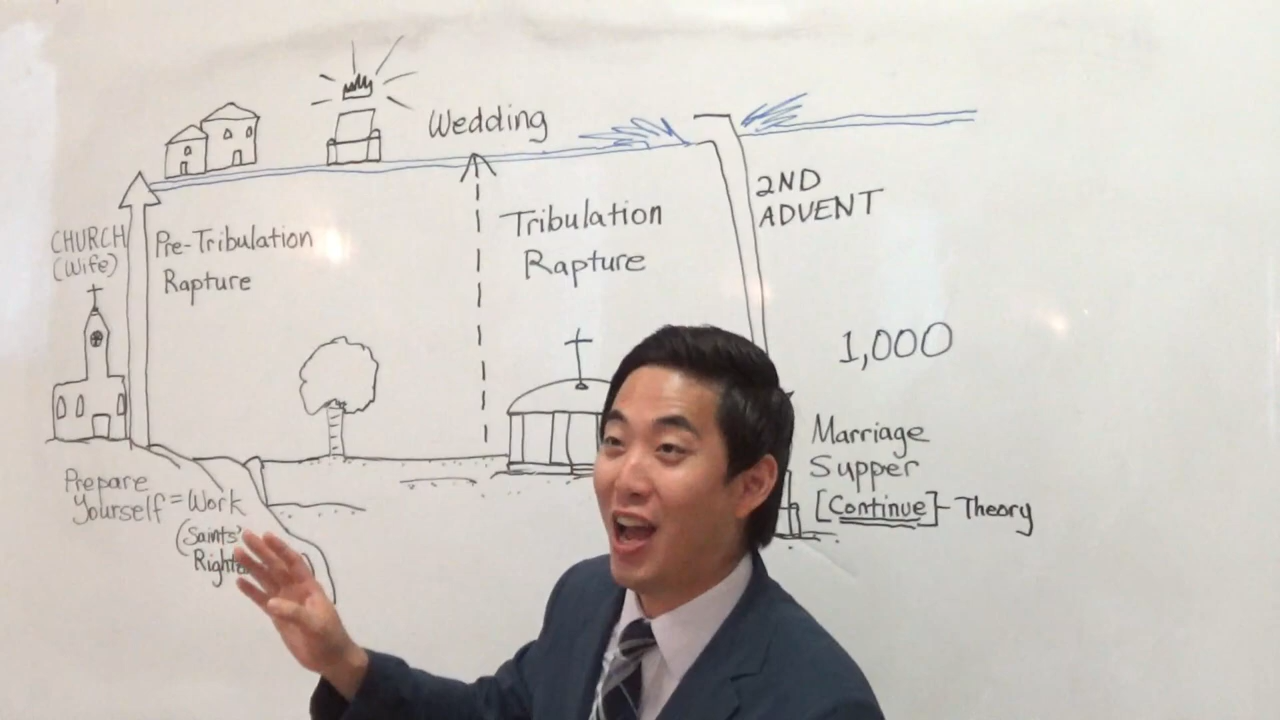 Wedding
2ND
ADVENT
CHURCH
(Wife)
Pre-Tribulation
Rapture
Tribulation
Rapture
1,000
Marriage
Supper
[Continue] - Theory
Prepare
Yourself = Work
(Saints'